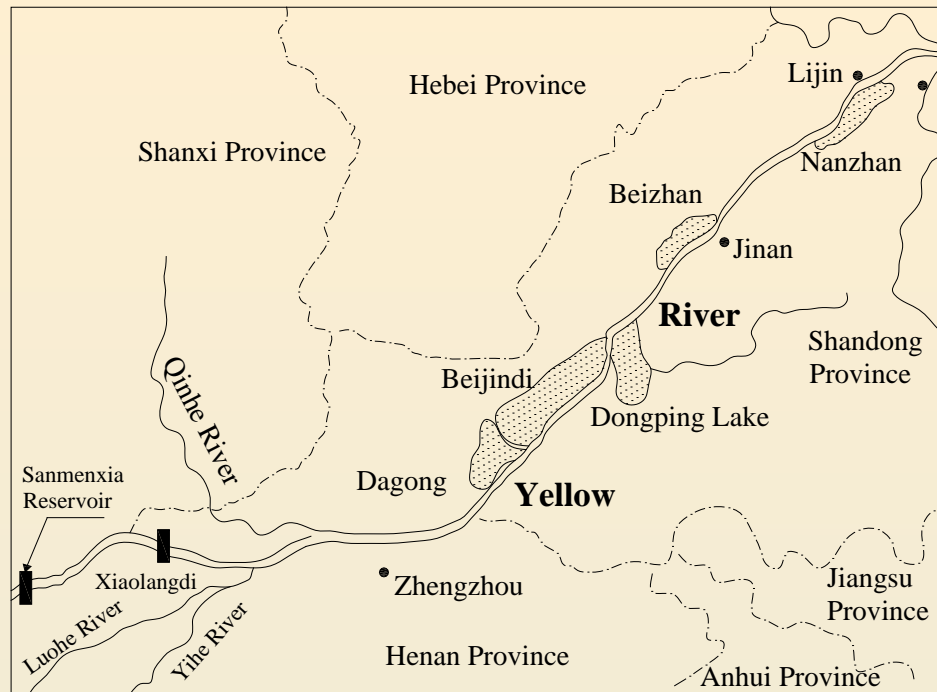 Hebei Province
Lijin
Shanxi Province
Nanzhan
Beizhan
Jinan
River
Shandong
Province
Beijindi
Qinhe River
Dongping Lake
Sanmenxia
Reservoir
Dagong
Yellow
Xiaolangdi
Zhengzhou
Jiangsu
Province
Luohe River
Yihe River
Henan Province
Anhui Province